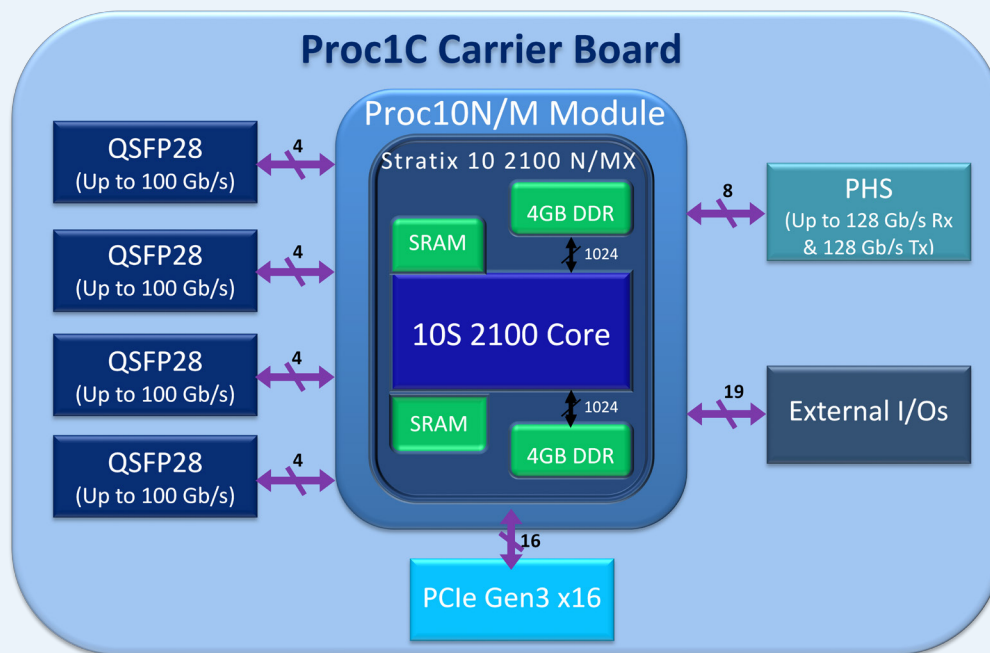 Proc1C Carrier Board
Proc10N/M Module
Stratix 10 2100 N/MX
QSFP28
(Up to 100 Gb/s)
4
QSFP28
(Up to 100 Gb/s)
4
QSFP28
(Up to 100 Gb/s)
4
QSFP28
(Up to 100 Gb/s)
4
4GB DDR
SRAM
1024
10S 2100 Core
1024
SRAM
4GB DDR
8
PHS
(Up to 128 Gb/s Rx
& 128 Gb/s Tx)
19
External I/Os
16
PCIe Gen3 x16